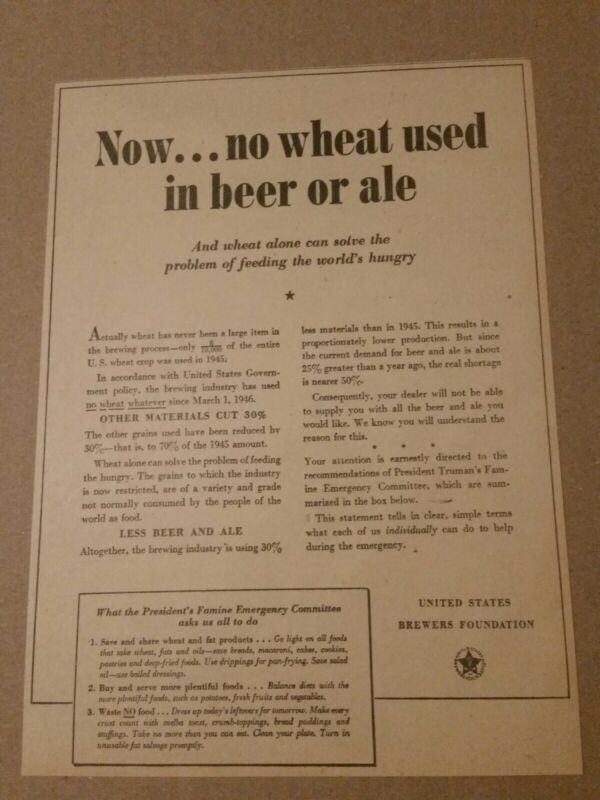 Now...no wheat used
in beer or ale
And wheat alone can solve the
problem of feeding the world's hungry
Actually wheat has never been a large item in
the brewing process—only /10,000 of the entire
U. S. wheat crop was used in 1945.
In accordance with United States Govern-
ment policy, the brewing industry has used
no wheat whatever since March 1, 1946.
OTHER MATERIALS CUT 30%
The other grains used have been reduced by
30%—that is, to 70% of the 1945 amount.
Wheat alone can solve the problem of feeding
the hungry. The grains to which the industry
is now restricted, are of a variety and grade
not normally consumed by the people of the
world as food.
LESS BEER AND ALE
Altogether, the brewing industry is using 30%
less materials than in 1945. This results in a
proportionately lower production. But since
the current demand for beer and ale is about
25% greater than a year ago, the real shortage
is nearer 50%.
Consequently, your dealer will not be able
to supply you with all the beer and ale you
would like. We know you will understand the
reason for this.
Your attention is earnestly directed to the
recommendations of President Truman's Fam-
ine Emergency Committee, which are sum-
marized in the box below.
This statement tells in clear, simple terms
what each of us individually can do to help
during the emergency.
What the President's Famine Emergency Committee
asks us all to do
1. Save and share wheat and fat products . . . Go light on all foods
that take wheat, fats and oils—save breads, macaroni, cakes, cookies,
pastries and deep-fried foods. Use drippings for pan-frying. Save salad
oil—use boiled dressings.
2. Buy and serve more plentiful foods . . . Balance diets with the
more plentiful foods, such as potatoes, fresh fruits and vegetables.
3. Waste NO food . . . Dress up today's leftovers for tomorrow. Make every
crust count with melba toast, crumb-toppings, bread puddings and
stuffings. Take no more than you can eat. Clean your plate. Turn in
unusable fat salvage promptly.
UNITED STATES
BREWERS FOUNDATION